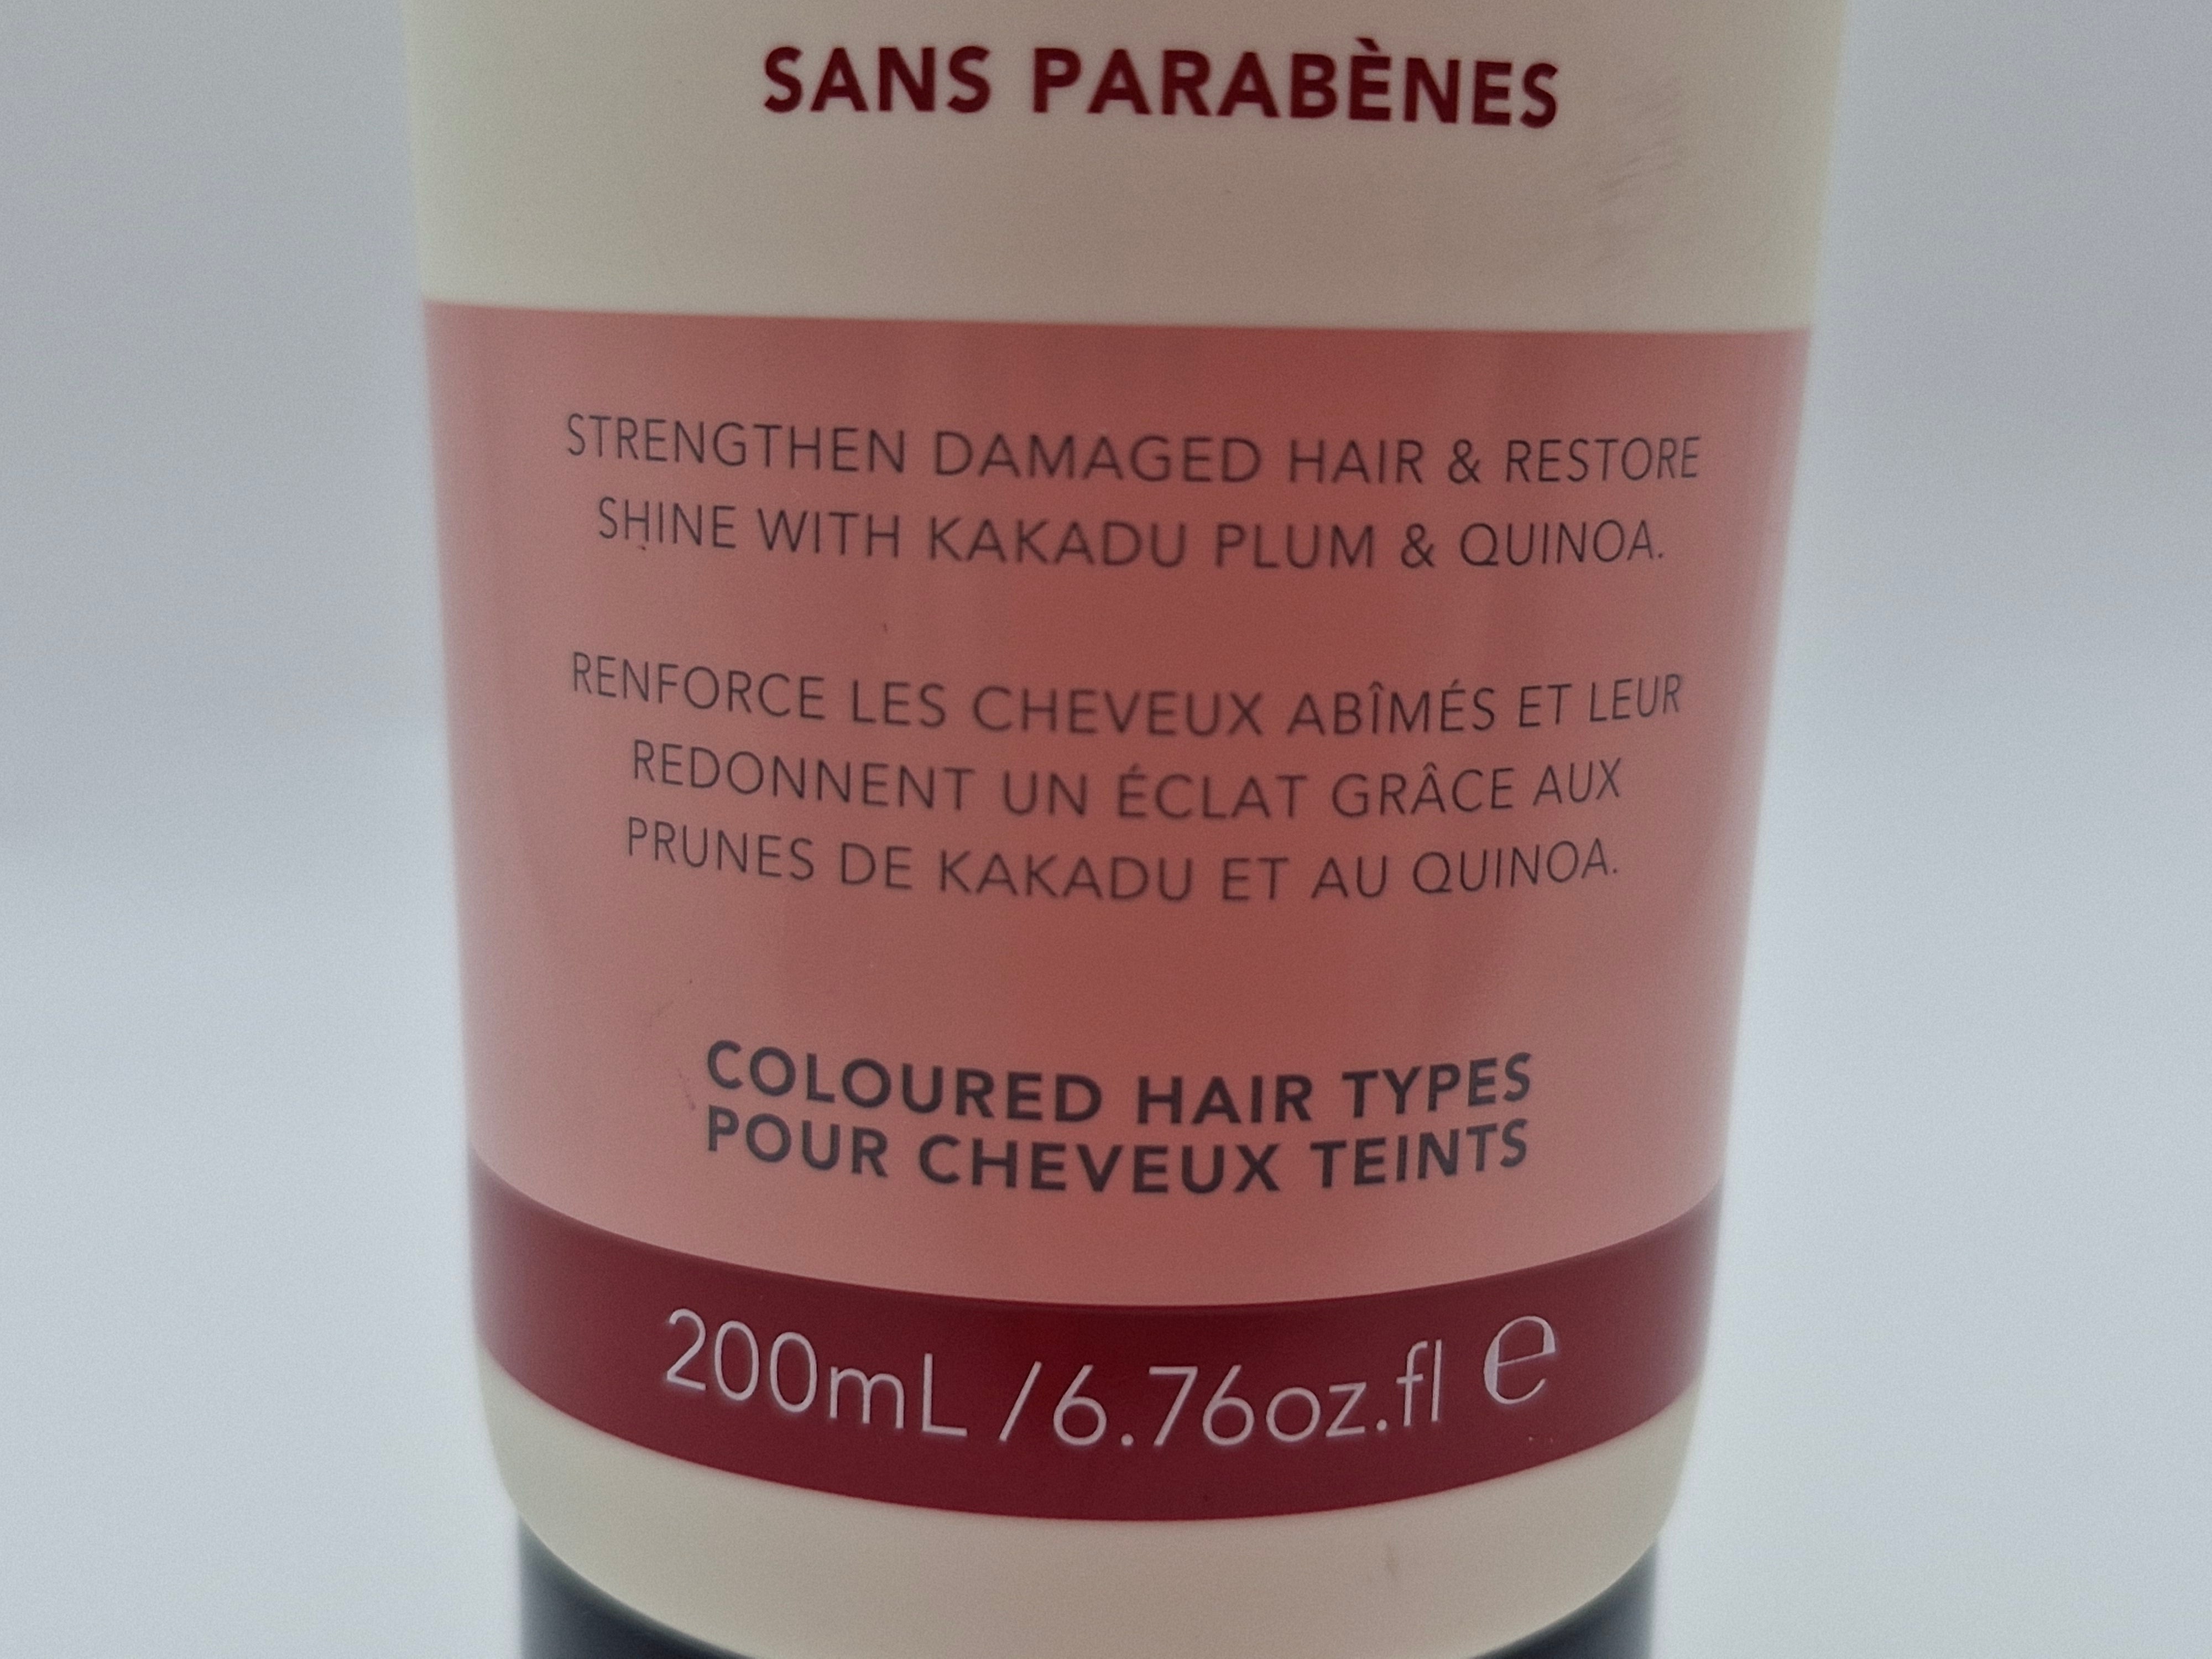 SANS PARABÈNES
STRENGTHEN DAMAGED HAIR & RESTORE
SHINE WITH KAKADU PLUM & QUINOA.
RENFORCE LES CHEVEUX ABÎMÉS ET LEUR
REDONNENT UN ÉCLAT GRÂCE AUX
PRUNES DE KAKADU ET AU QUINOA.
COLOURED HAIR TYPES
POUR CHEVEUX TEINTS
200mL /6.76oz.fl e